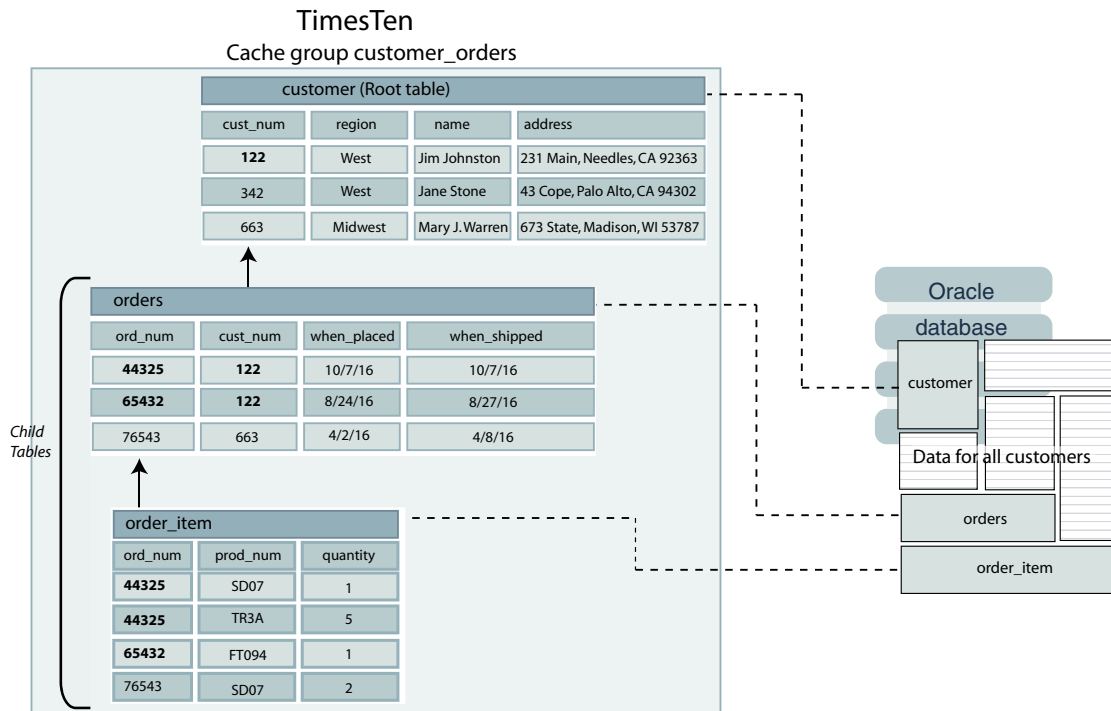 TimesTen
Cache group customer_orders
customer (Root table)
cust_num region name address
122 West Jim Johnston 231 Main, Needles, CA 92363
342 West Jane Stone 43 Cope, Palo Alto, CA 94302
663 Midwest Mary J. Warren 673 State, Madison, WI 53787
orders
ord_num cust_num when_placed when_shipped
44325 122 10/7/16 10/7/16
65432 122 8/24/16 8/27/16
76543 663 4/2/16 4/8/16
Child
Tables
order_item
ord_num prod_num quantity
44325 SD07 1
44325 TR3A 5
65432 FT094 1
76543 SD07 2
Oracle
database
customer
Data for all customers
orders
order_item